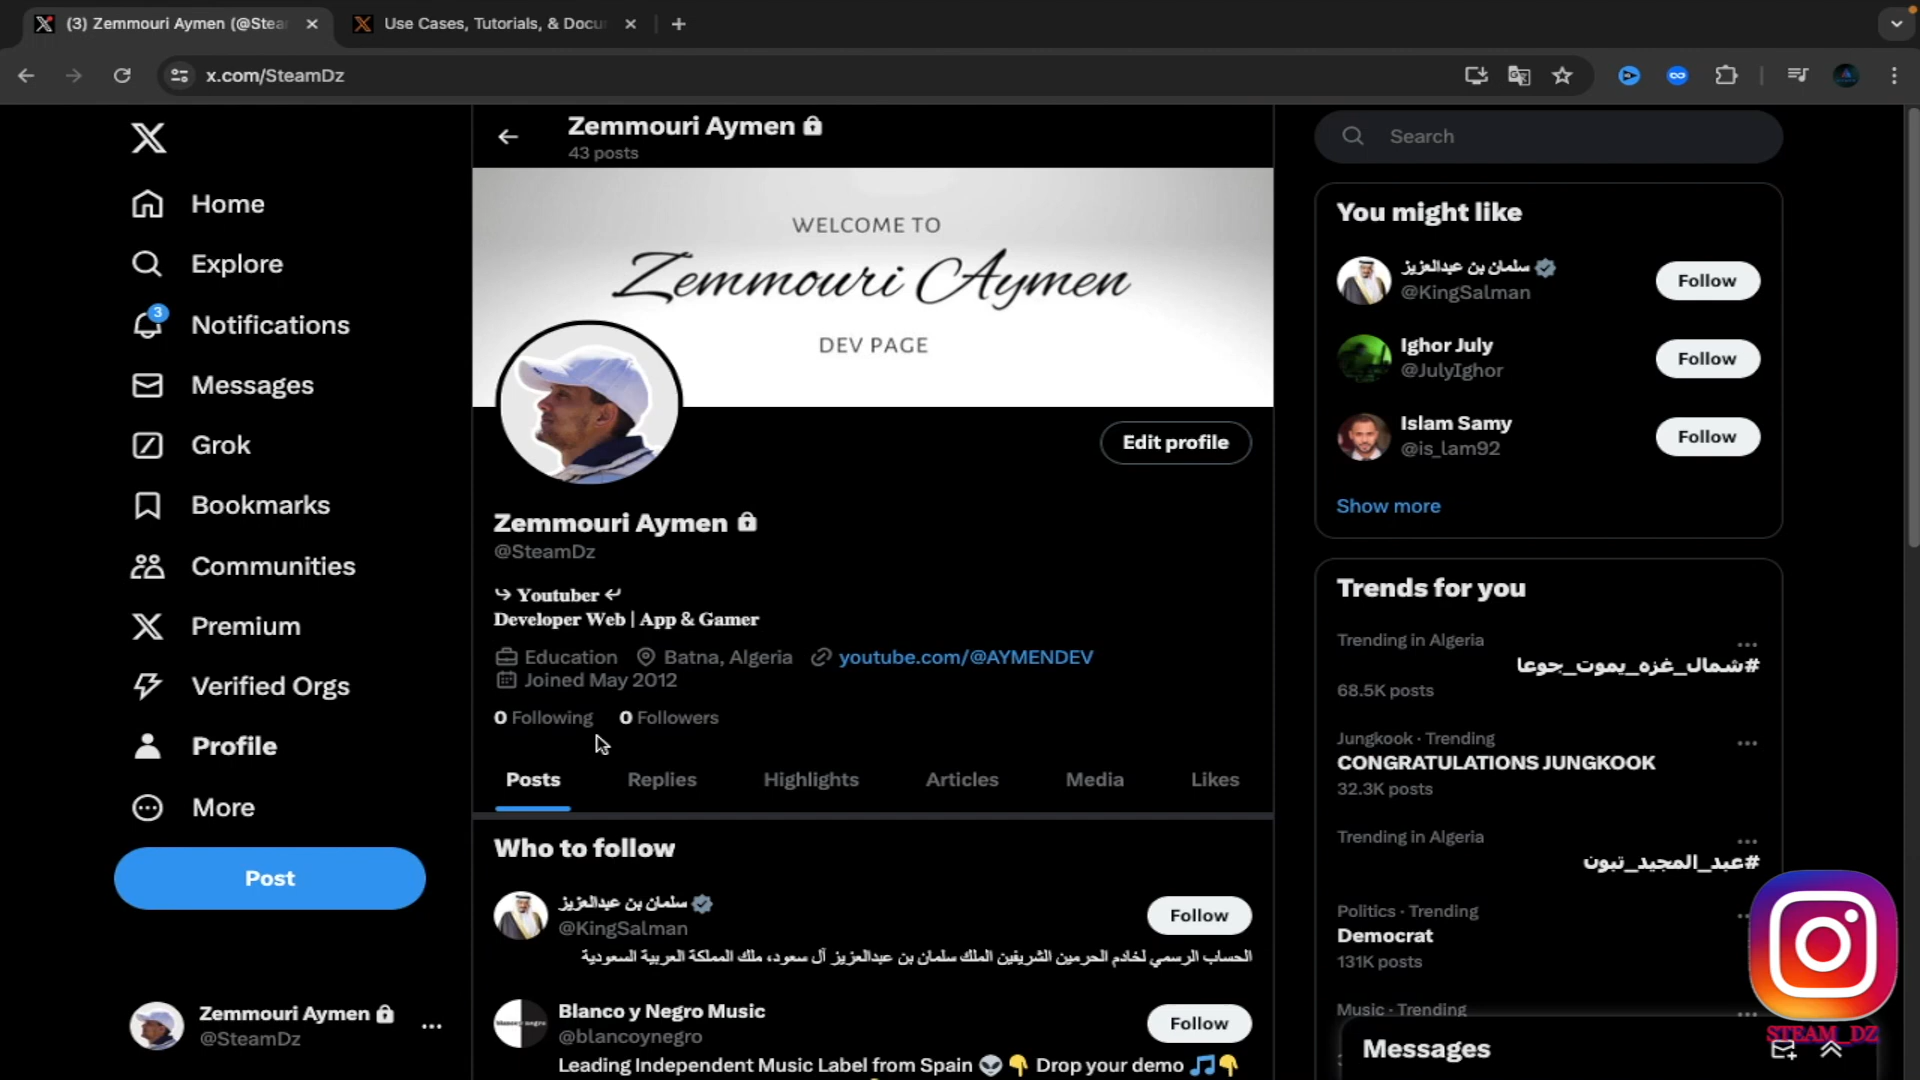 (3) Zemmouri Aymen (@Stea
Use Cases, Tutorials, & Docu
x.com/SteamDz
Home
Explore
3
Notifications
Messages
Grok
Bookmarks
Communities
Premium
Verified Orgs
Profile
More
Post
Zemmouri Aymen
@SteamDz
Zemmouri Aymen
43 posts
WELCOME TO
Zemmouri Aymen
DEV PAGE
Edit profile
Zemmouri Aymen
@SteamDz
↪ Youtuber ↩
Developer Web | App & Gamer
Education Batna, Algeria youtube.com/@AYMENDEV
Joined May 2012
0 Following 0 Followers
Posts Replies Highlights Articles Media Likes
Who to follow
سلمان بن عبدالعزيز
@KingSalman
Follow
الحساب الرسمي لخادم الحرمين الشريفين الملك سلمان بن عبدالعزيز آل سعود، ملك المملكة العربية السعودية
Blanco y Negro Music
@blancoynegro
Follow
Leading Independent Music Label from Spain 👽 👇 Drop your demo 🎵👇
Search
You might like
سلمان بن عبدالعزيز
@KingSalman
Follow
Ighor July
@JulyIghor
Follow
Islam Samy
@is_lam92
Follow
Show more
Trends for you
Trending in Algeria
#شمال_غزه_يموت_جوعا
68.5K posts
Jungkook · Trending
CONGRATULATIONS JUNGKOOK
32.3K posts
Trending in Algeria
#عبد_المجيد_تبون
Politics · Trending
Democrat
131K posts
Music · Trending
Messages
STEAM_DZ